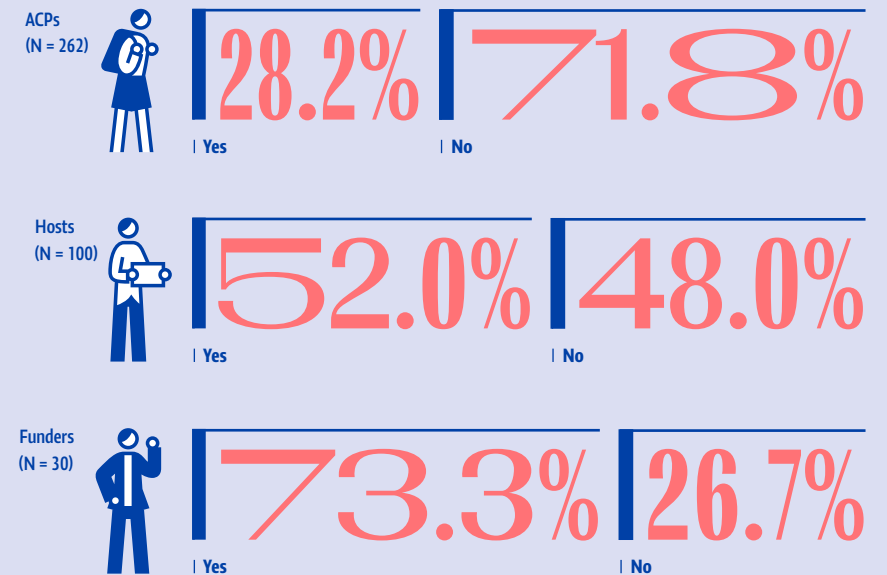 ACPs
(N = 262)
28.2% 71.8%
| Yes | No
Hosts
(N = 100)
52.0% 48.0%
| Yes | No
Funders
(N = 30)
73.3% 26.7%
| Yes | No